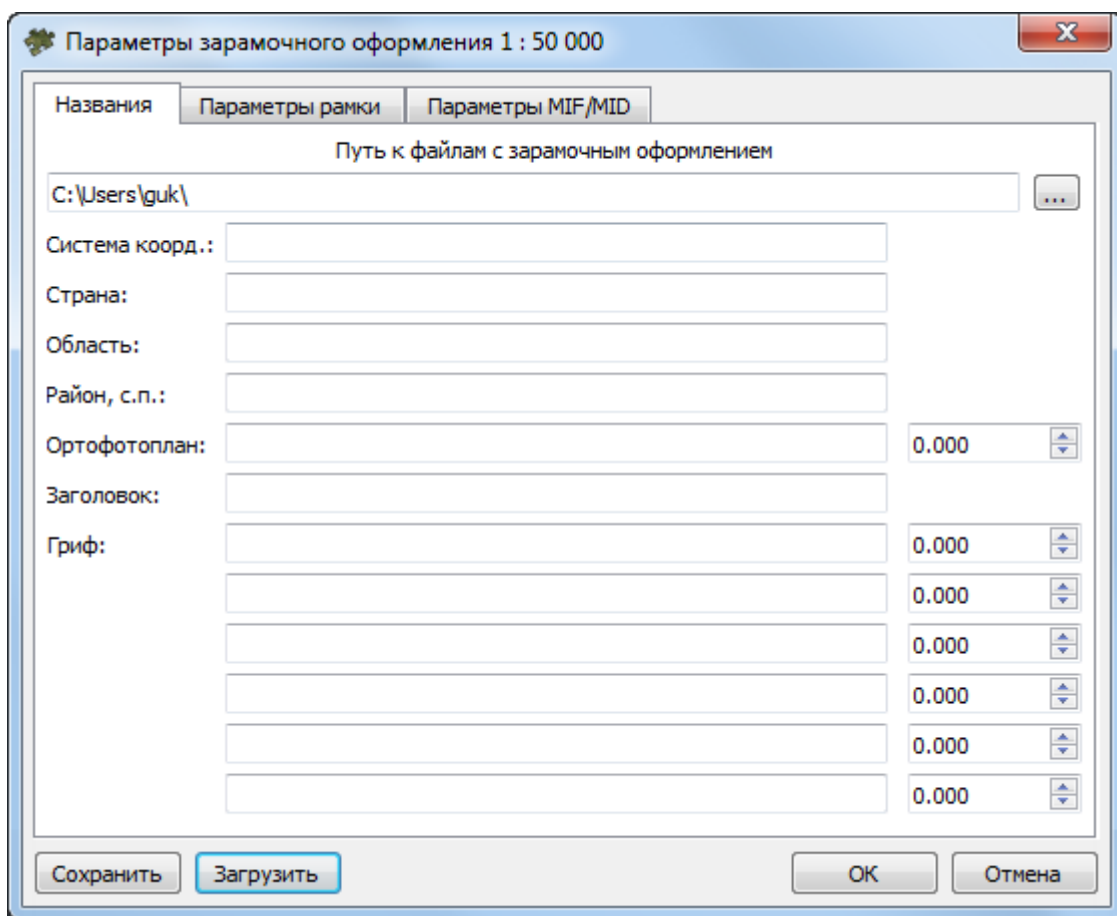 Параметры зарамочного оформления 1 : 50 000
Названия Параметры рамки Параметры MIF/MID
Путь к файлам с зарамочным оформлением
C:\Users\guk\ ...
Система коорд.:
Страна:
Область:
Район, с.п.:
Ортофотоплан: 0.000
Заголовок:
Гриф: 0.000
0.000
0.000
0.000
0.000
0.000
Сохранить Загрузить OK Отмена